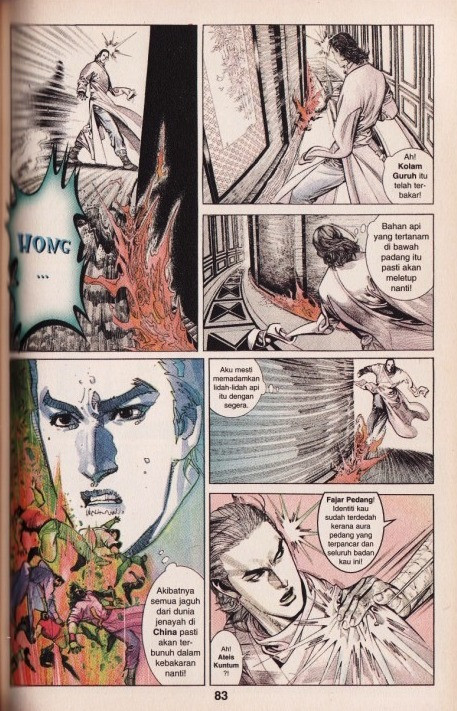 HONG
...
Ah!
Kolam
Guruh itu
telah ter-
bakar!
Bahan api
yang tertanam
di bawah
padang itu
pasti akan
meletup
nanti!
Akibatnya
semua jaguh
dari dunia
jenayah di
China pasti
akan ter-
bunuh dalam
kebakaran
nanti!
Aku mesti
memadamkan
lidah-lidah api
itu dengan
segera.
Fajar Pedang!
Identiti kau
sudah terdedah
kerana aura
pedang yang
terpancar dan
seluruh badan
kau ini!
Ah!
Ateis
Kuntum
?!
83